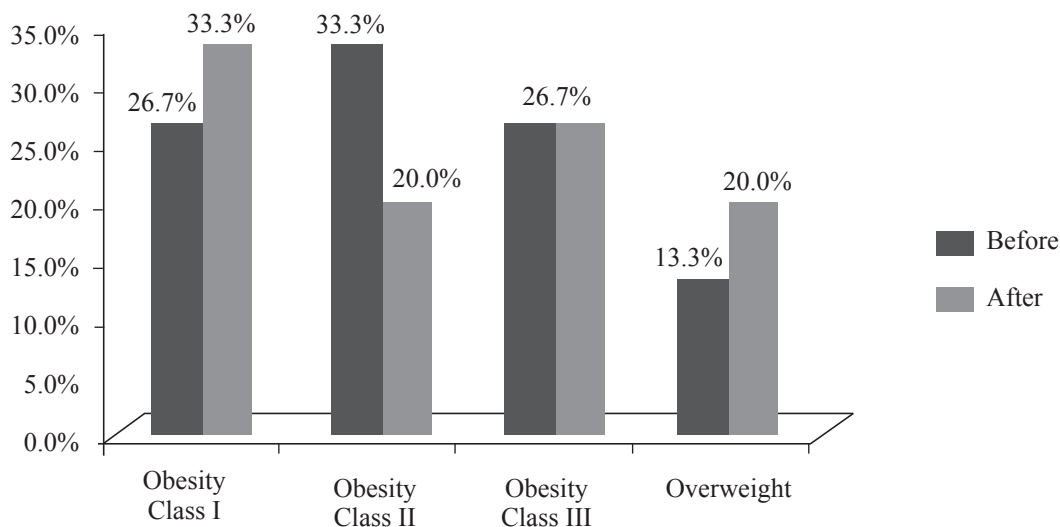 35.0%
30.0%
25.0%
20.0%
15.0%
10.0%
5.0%
0.0%
26.7%
33.3%
33.3%
20.0%
26.7%
13.3%
20.0%
Obesity
Class I
Obesity
Class II
Obesity
Class III
Overweight
Before
After